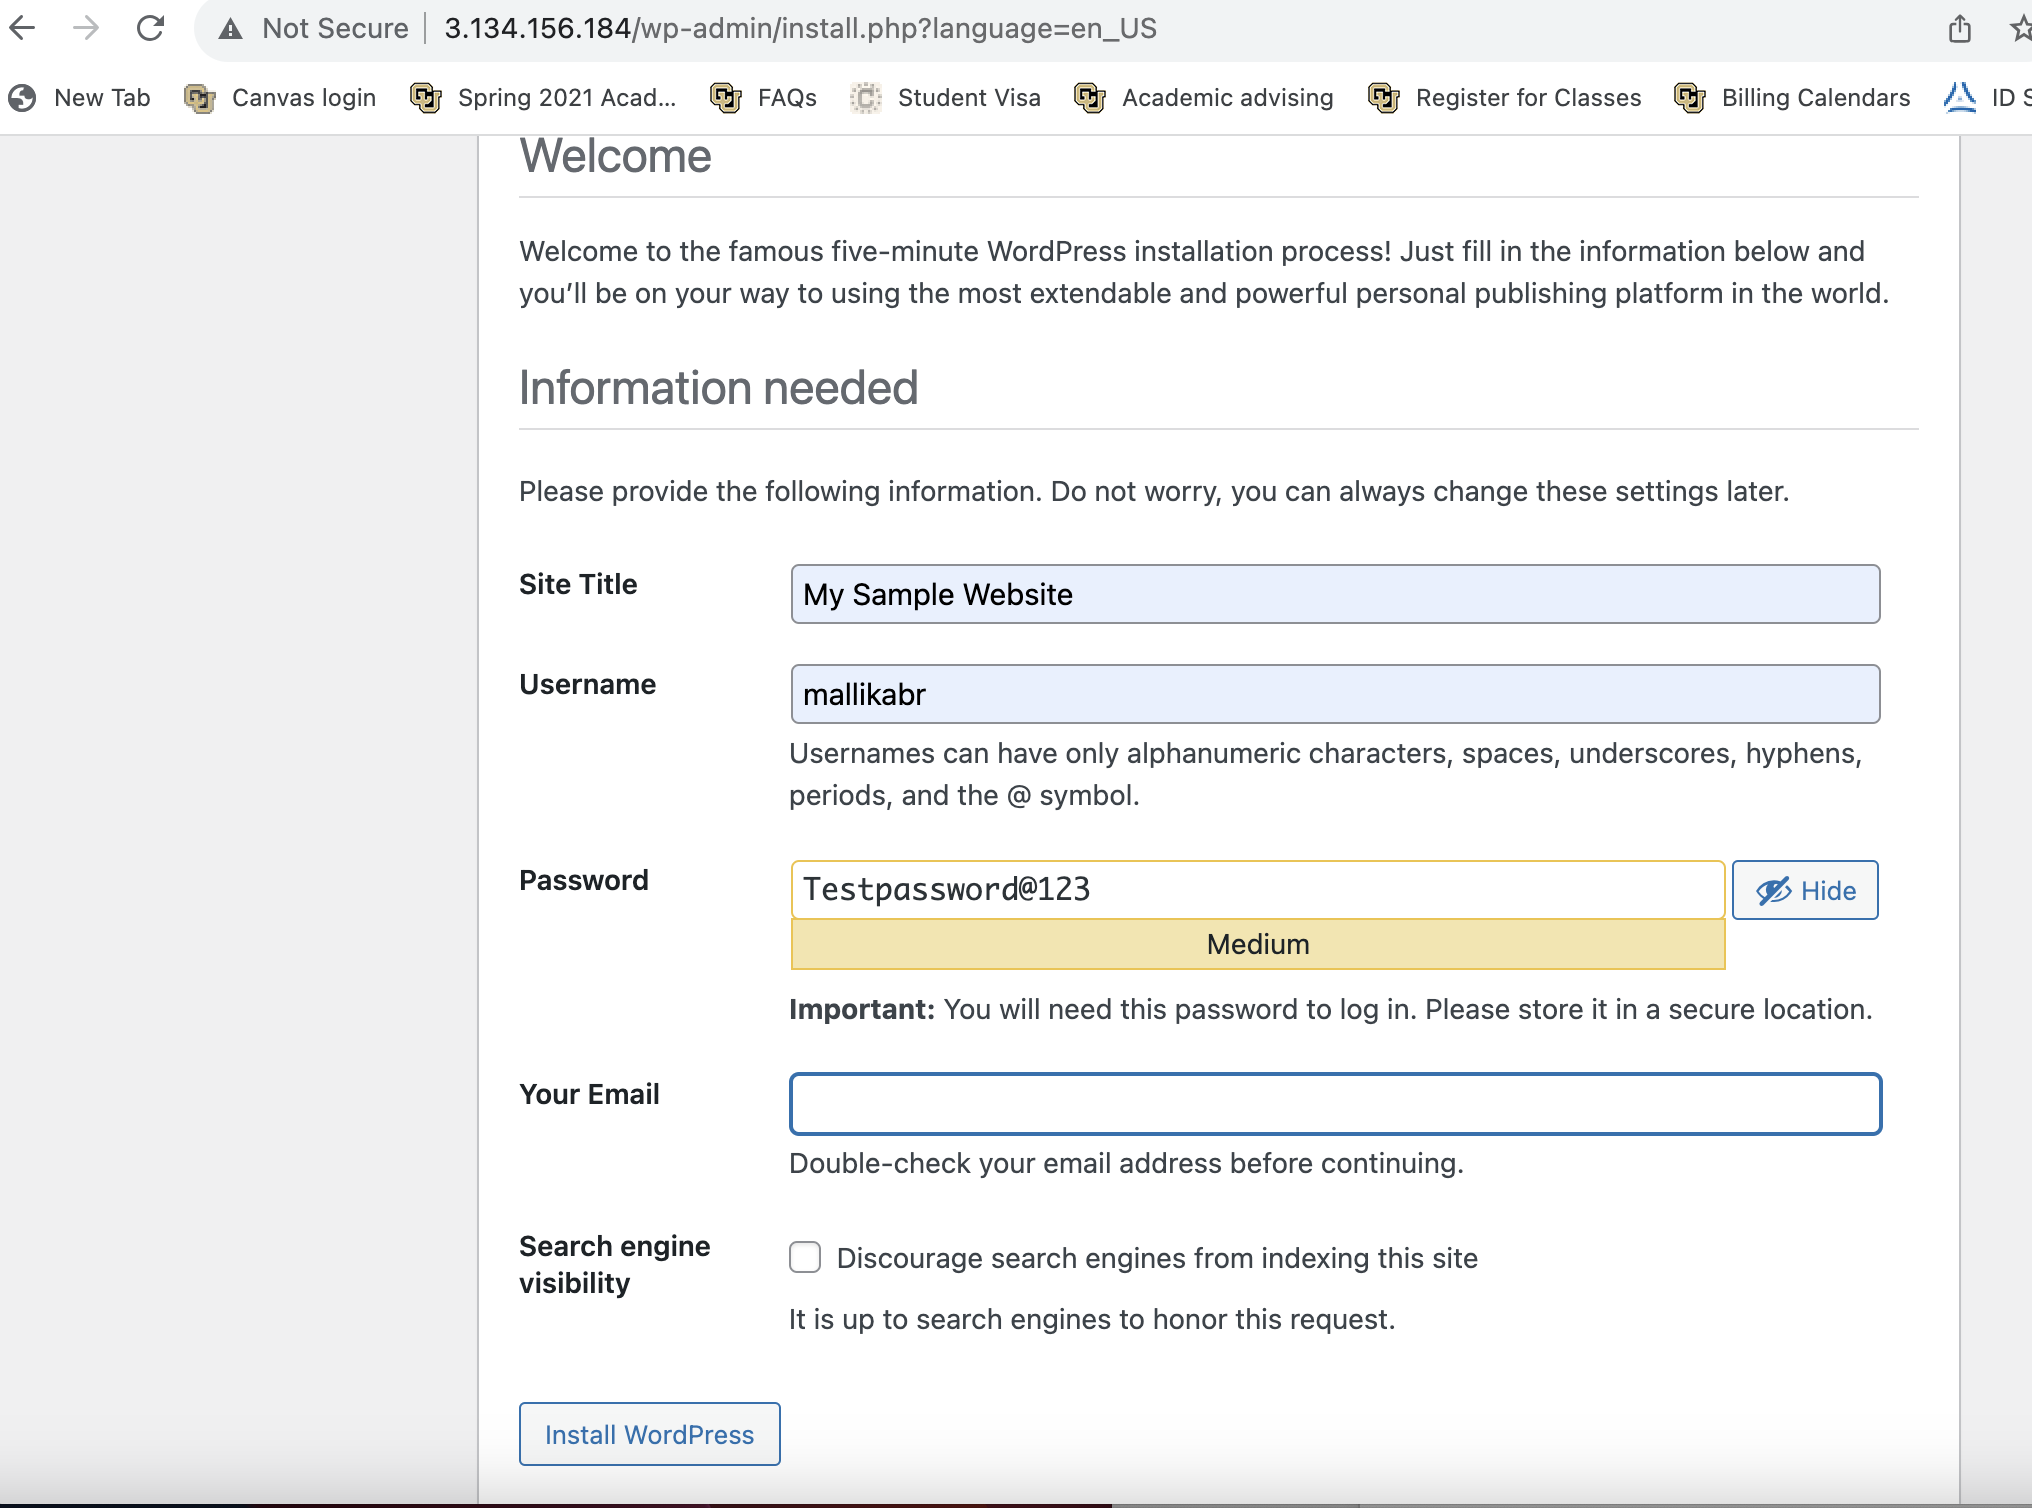 Not Secure | 3.134.156.184/wp-admin/install.php?language=en_US
New Tab Canvas login Spring 2021 Acad... FAQs Student Visa Academic advising Register for Classes Billing Calendars ID
Welcome
Welcome to the famous five-minute WordPress installation process! Just fill in the information below and
you’ll be on your way to using the most extendable and powerful personal publishing platform in the world.
Information needed
Please provide the following information. Do not worry, you can always change these settings later.
Site Title My Sample Website
Username mallikabr
Usernames can have only alphanumeric characters, spaces, underscores, hyphens,
periods, and the @ symbol.
Password Testpassword@123 Hide
Medium
Important: You will need this password to log in. Please store it in a secure location.
Your Email
Double-check your email address before continuing.
Search engine
visibility
Discourage search engines from indexing this site
It is up to search engines to honor this request.
Install WordPress